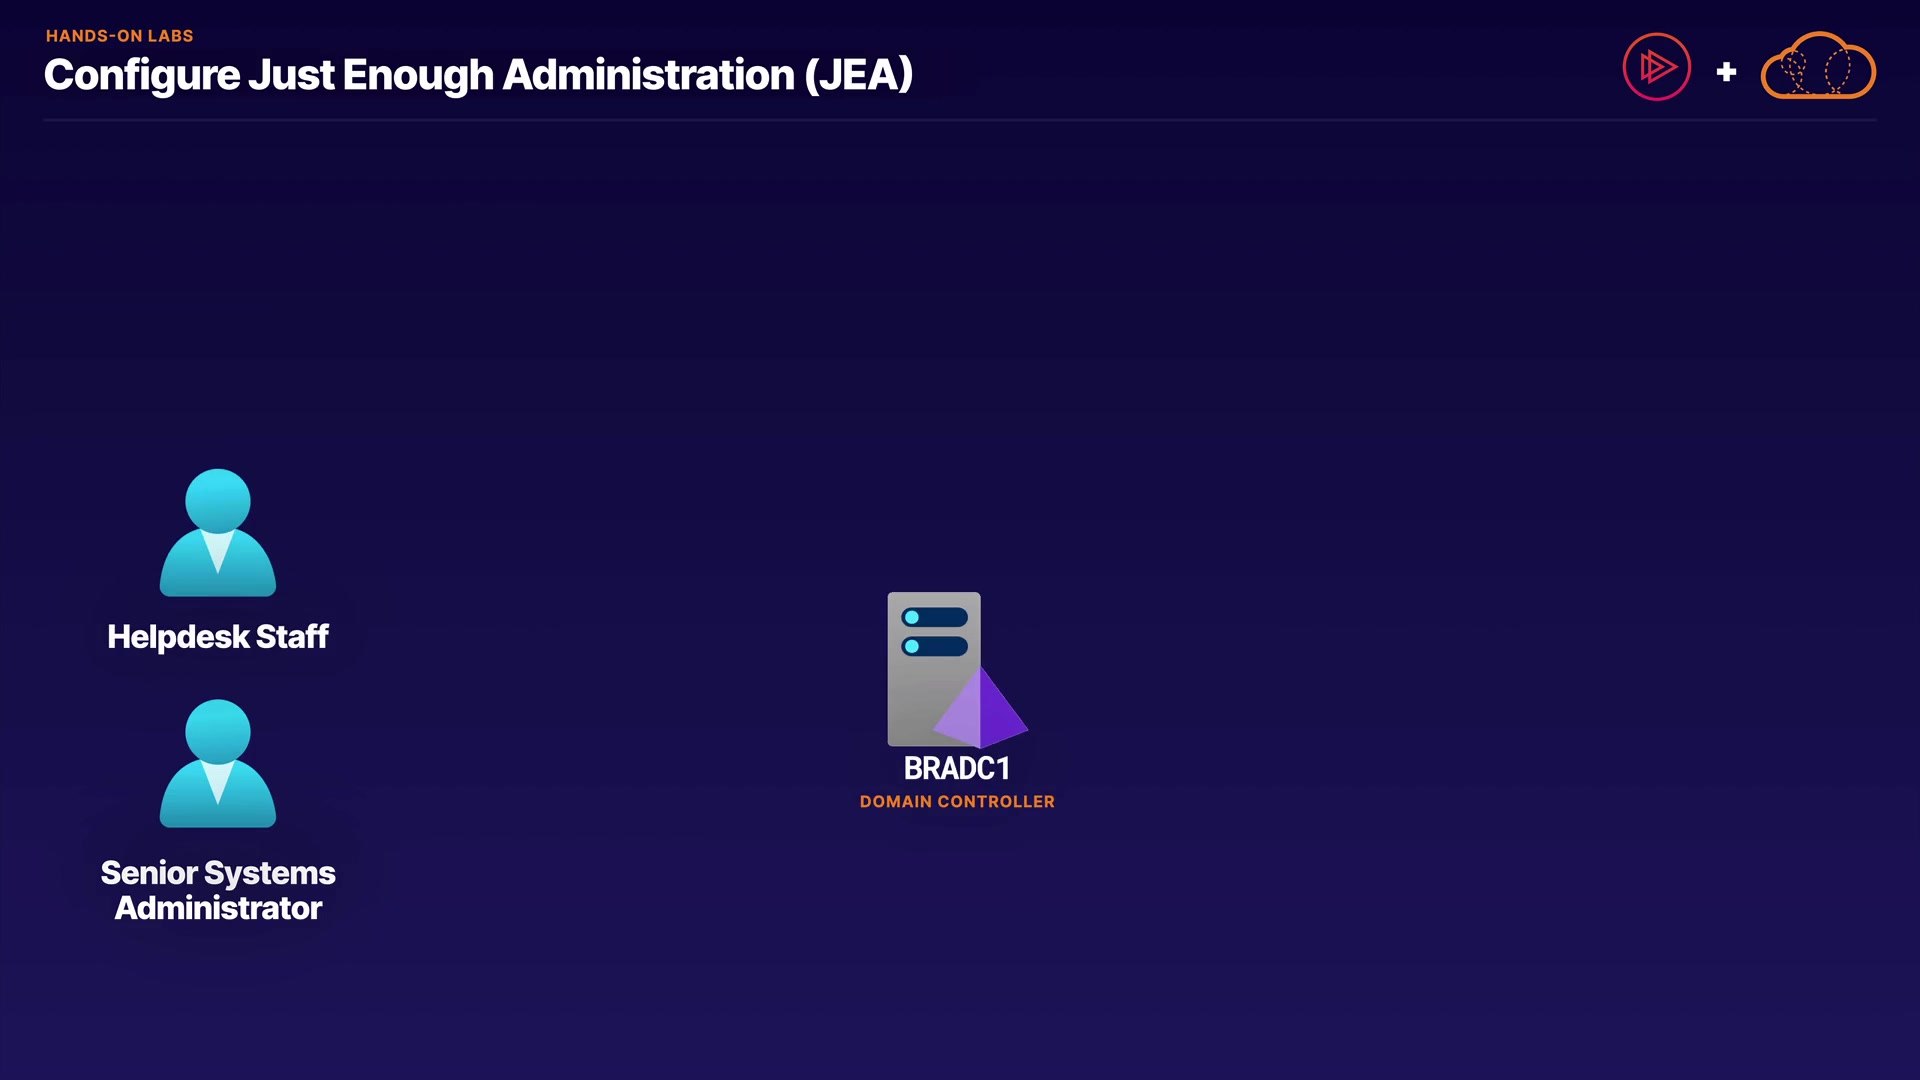 HANDS-ON LABS
Configure Just Enough Administration (JEA)
+
Helpdesk Staff
Senior Systems
Administrator
BRADC1
DOMAIN CONTROLLER